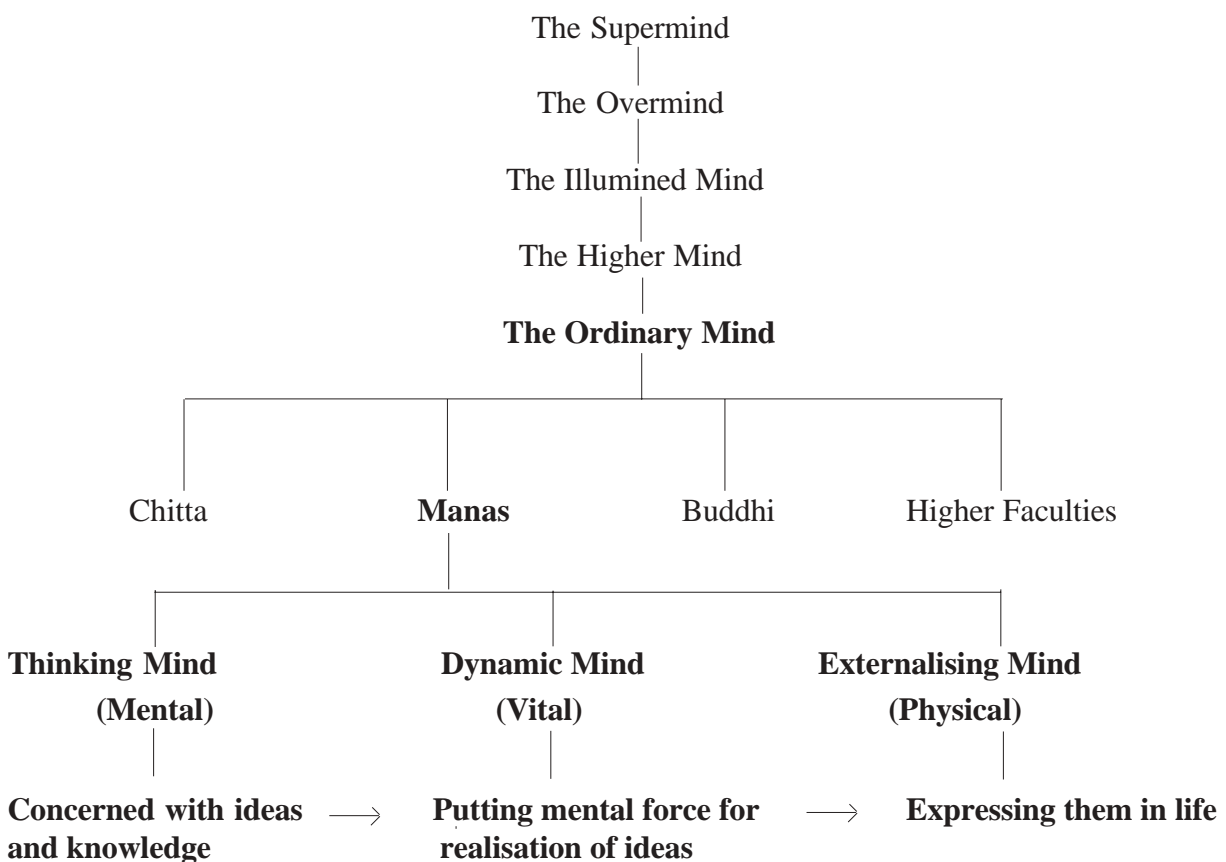 The Supermind
The Overmind
The Illumined Mind
The Higher Mind
The Ordinary Mind
Chitta
Manas
Buddhi
Higher Faculties
Thinking Mind
(Mental)
Dynamic Mind
(Vital)
Externalising Mind
(Physical)
Concerned with ideas
and knowledge
Putting mental force for
realisation of ideas
Expressing them in life